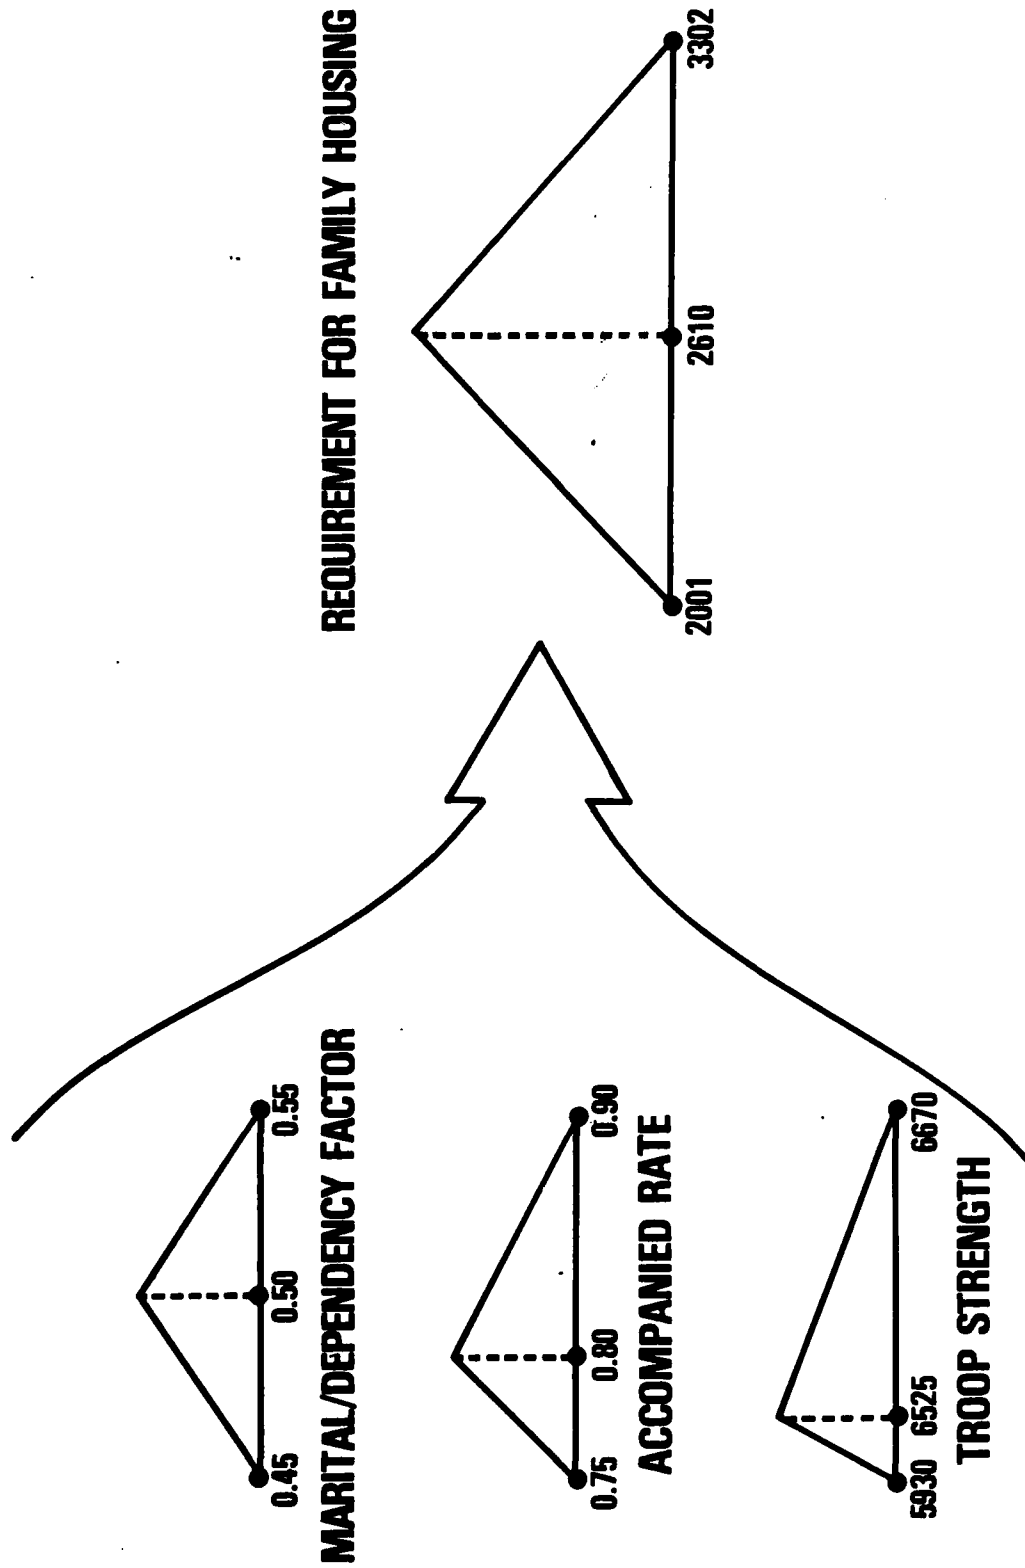 0.45 0.50 0.55
MARITAL/DEPENDENCY FACTOR
0.75 0.80 0.90
ACCOMPANIED RATE
5930 6525 6670
TROOP STRENGTH
REQUIREMENT FOR FAMILY HOUSING
2001 2610 3302